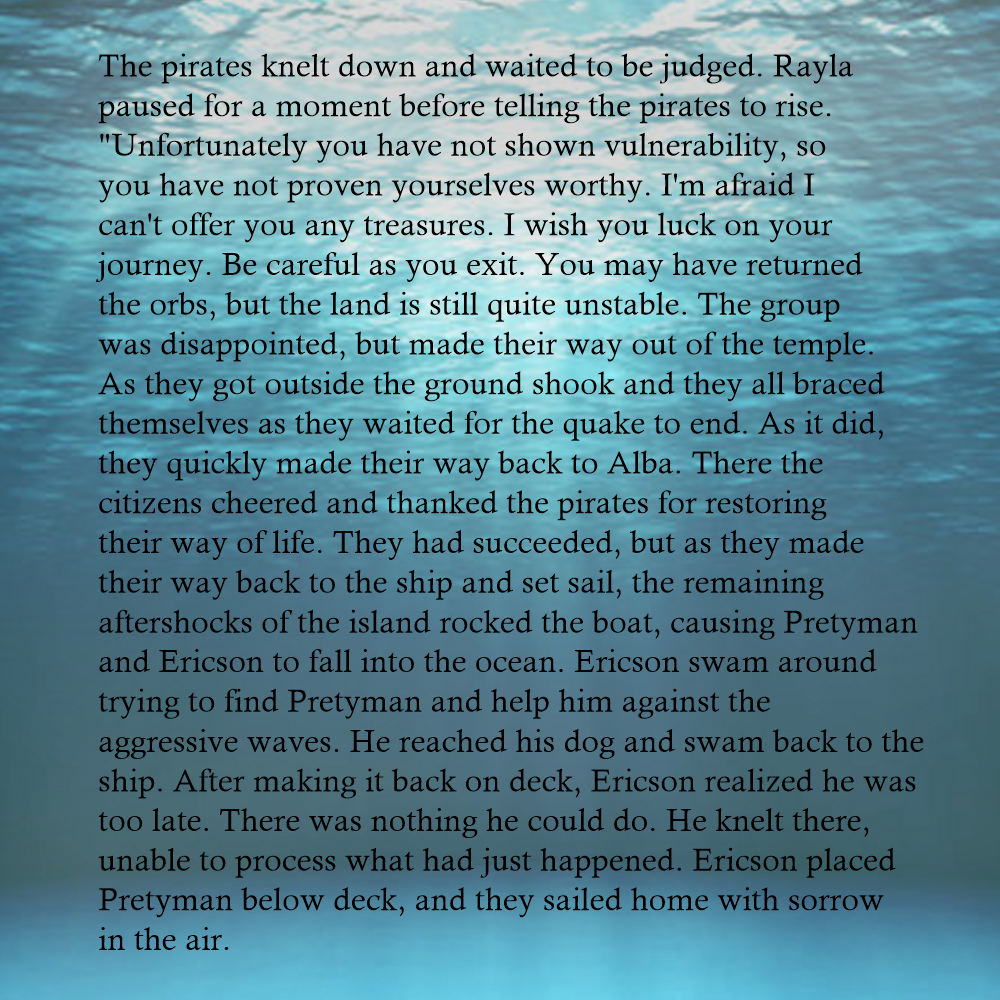 The pirates knelt down and waited to be judged. Rayla
paused for a moment before telling the pirates to rise.
"Unfortunately you have not shown vulnerability, so
you have not proven yourselves worthy. I'm afraid I
can't offer you any treasures. I wish you luck on your
journey. Be careful as you exit. You may have returned
the orbs, but the land is still quite unstable. The group
was disappointed, but made their way out of the temple.
As they got outside the ground shook and they all braced
themselves as they waited for the quake to end. As it did,
they quickly made their way back to Alba. There the
citizens cheered and thanked the pirates for restoring
their way of life. They had succeeded, but as they made
their way back to the ship and set sail, the remaining
aftershocks of the island rocked the boat, causing Pretyman
and Ericson to fall into the ocean. Ericson swam around
trying to find Pretyman and help him against the
aggressive waves. He reached his dog and swam back to the
ship. After making it back on deck, Ericson realized he was
too late. There was nothing he could do. He knelt there,
unable to process what had just happened. Ericson placed
Pretyman below deck, and they sailed home with sorrow
in the air.